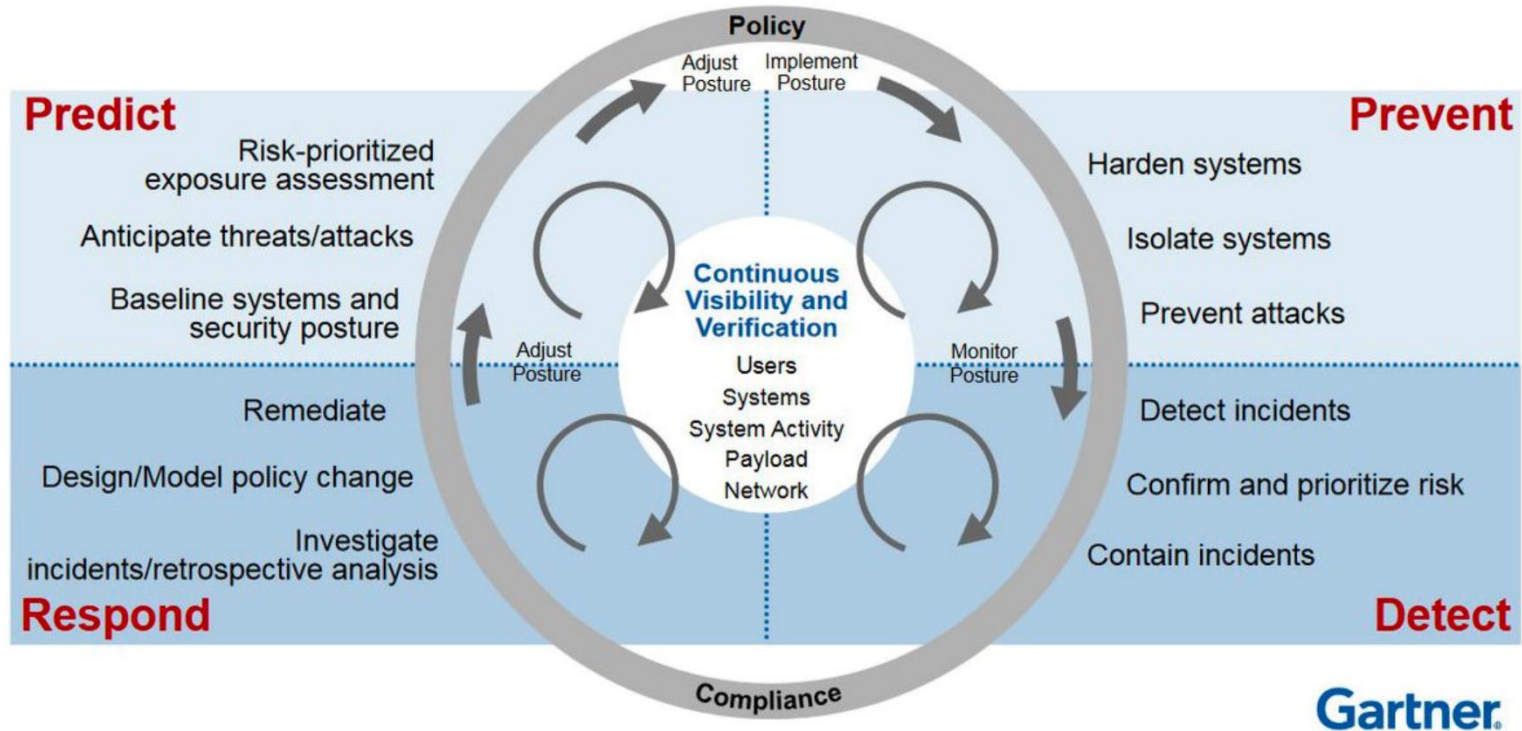 Policy
Adjust
Posture
Implement
Posture
Predict
Risk-prioritized
exposure assessment
Anticipate threats/attacks
Baseline systems and
security posture
Prevent
Harden systems
Isolate systems
Prevent attacks
Continuous
Visibility and
Verification
Users
Systems
System Activity
Payload
Network
Adjust
Posture
Monitor
Posture
Remediate
Design/Model policy change
Investigate
incidents/retrospective analysis
Respond
Detect incidents
Confirm and prioritize risk
Contain incidents
Detect
Compliance
Gartner®